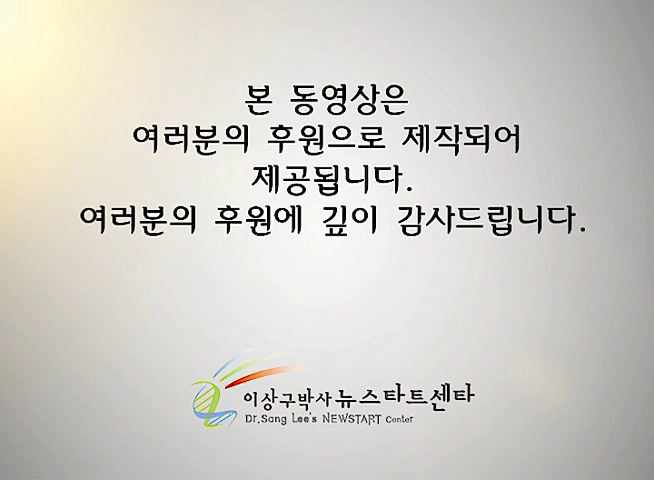 본 동영상은
여러분의 후원으로 제작되어
제공됩니다.
여러분의 후원에 깊이 감사드립니다.
이상구박사 뉴스타트센타
Dr.Sang Lee's NEWSTART Center